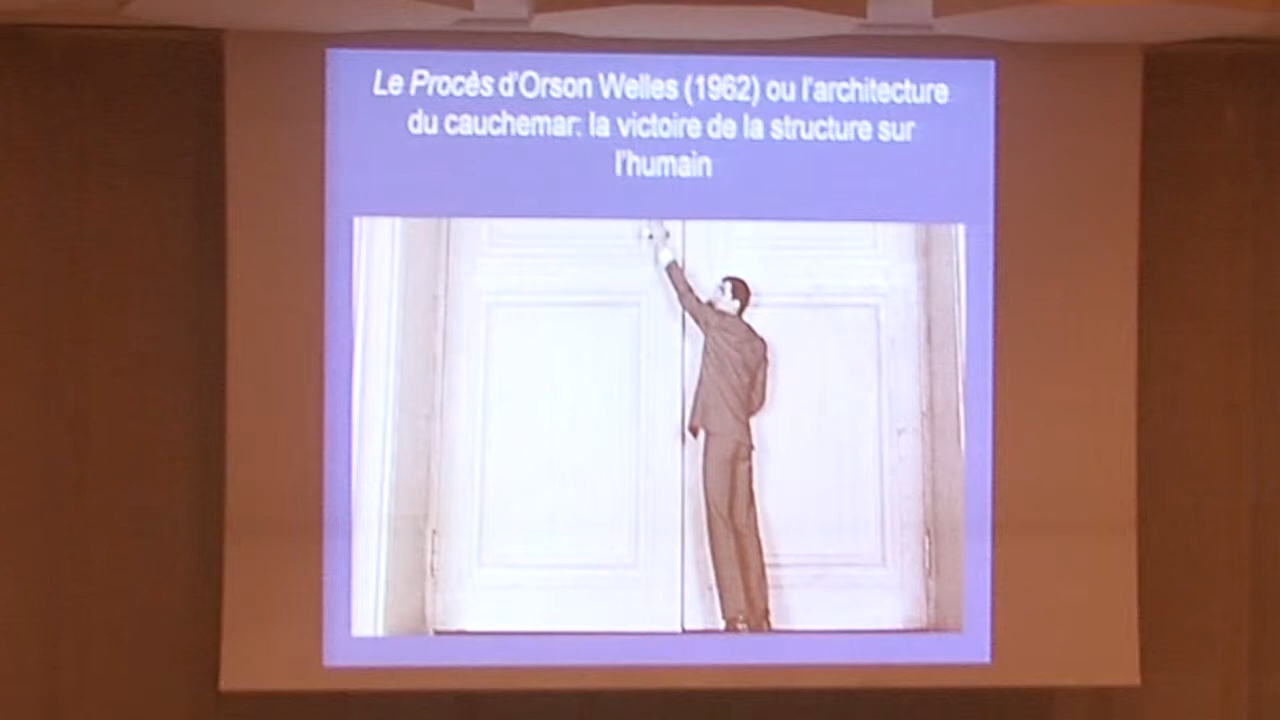 Le Procès d'Orson Welles (1962) ou l'architecture
du cauchemar: la victoire de la structure sur
l'humain